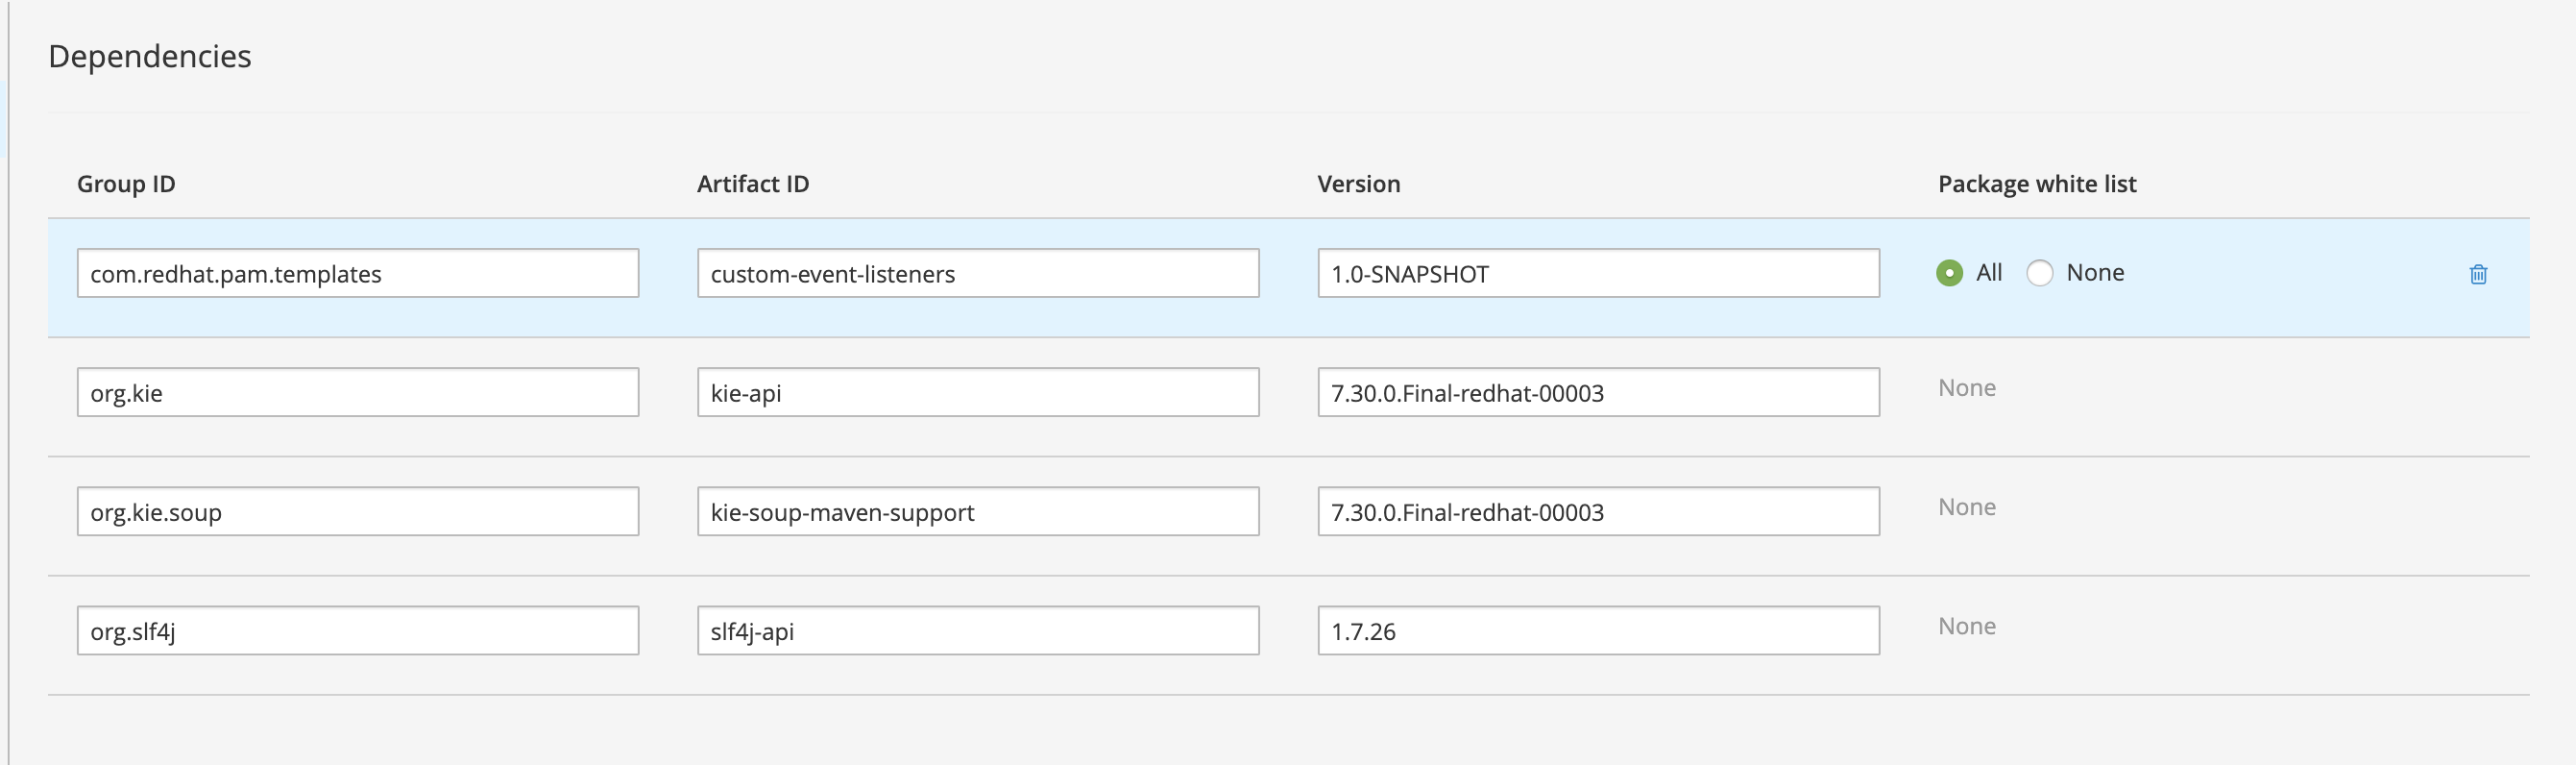 Dependencies
Group ID Artifact ID Version Package white list
com.redhat.pam.templates custom-event-listeners 1.0-SNAPSHOT All None
org.kie kie-api 7.30.0.Final-redhat-00003 None
org.kie.soup kie-soup-maven-support 7.30.0.Final-redhat-00003 None
org.slf4j slf4j-api 1.7.26 None